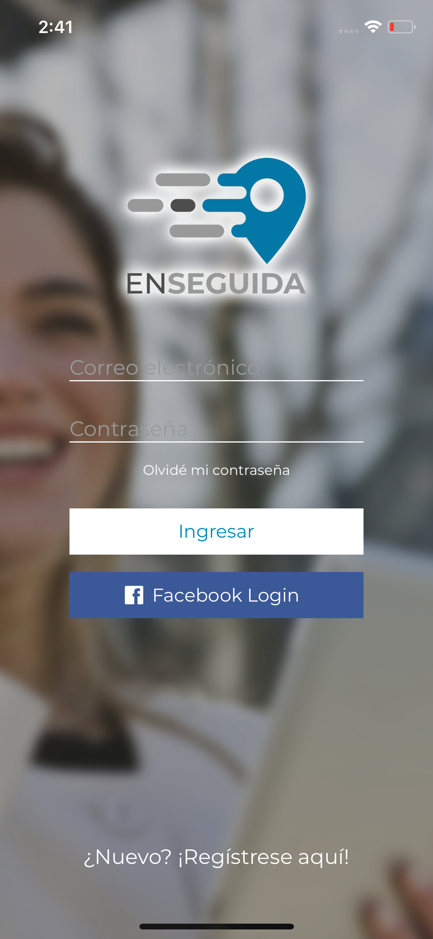 2:41
ENSEGUIDA
Correo electrónico
Contraseña
Olvidé mi contraseña
Ingresar
Facebook Login
¿Nuevo? ¡Regístrese aquí!